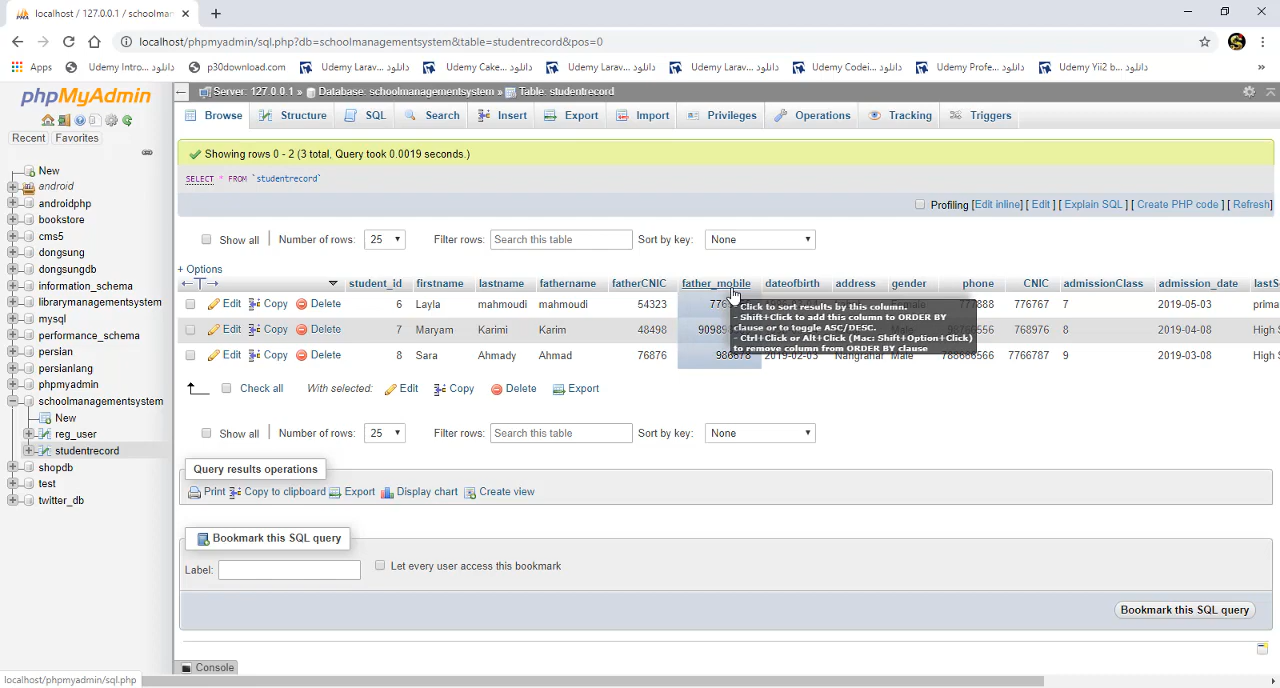 localhost / 127.0.0.1 / schoolman
localhost/phpmyadmin/sql.php?db=schoolmanagementsystem&table=studentrecord&pos=0
Apps Udemy Intro... دانلود p30download.com Udemy Larav... دانلود Udemy Cake... دانلود Udemy Larav... دانلود Udemy Larav... دانلود Udemy Codei... دانلود Udemy Profe... دانلود Udemy Yii2 b... دانلود »
phpMyAdmin
Recent Favorites
New
android
androidphp
bookstore
cms5
dongsung
dongsungdb
information_schema
librarymanagementsystem
mysql
performance_schema
persian
persianlang
phpmyadmin
schoolmanagementsystem
New
reg_user
studentrecord
shopdb
test
twitter_db
Server: 127.0.0.1 » Database: schoolmanagementsystem » Table: studentrecord
Browse Structure SQL Search Insert Export Import Privileges Operations Tracking Triggers
Showing rows 0 - 2 (3 total, Query took 0.0019 seconds.)
SELECT * FROM `studentrecord`
Profiling [Edit inline] [ Edit ] [ Explain SQL ] [ Create PHP code ] [ Refresh]
Show all Number of rows: 25 Filter rows: Search this table Sort by key: None
+ Options
←T→ student_id firstname lastname fathername fatherCNIC father_mobile dateofbirth address gender phone CNIC admissionClass admission_date lastS
Edit Copy Delete 6 Layla mahmoudi mahmoudi 54323 776767 7 2019-05-03 prima
Edit Copy Delete 7 Maryam Karimi Karim 48498 768976 8 2019-04-09 High
Edit Copy Delete 8 Sara Ahmady Ahmad 76876 7766787 9 2019-03-08 High S
Click to sort results by this column.
- Shift+Click to add this column to ORDER BY
clause or to toggle ASC/DESC.
- Ctrl+Click or Alt+Click (Mac: Shift+Option+Click)
to remove column from ORDER BY clause
Check all With selected: Edit Copy Delete Export
Show all Number of rows: 25 Filter rows: Search this table Sort by key: None
Query results operations
Print Copy to clipboard Export Display chart Create view
Bookmark this SQL query
Label: Let every user access this bookmark
Bookmark this SQL query
Console
localhost/phpmyadmin/sql.php